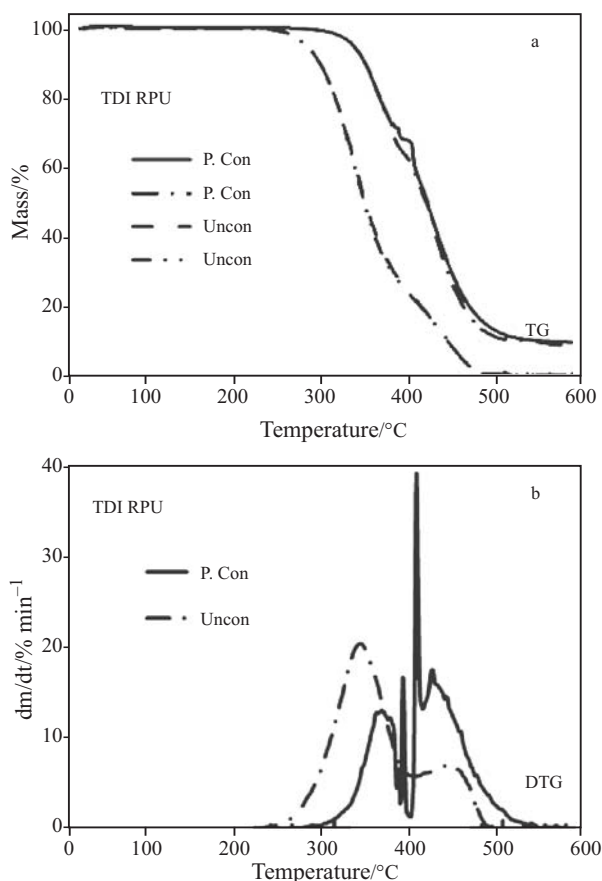 100
80
60
40
20
0
Mass/%
a
TDI RPU
P. Con
P. Con
Uncon
Uncon
TG
0 100 200 300 400 500 600
Temperature/°C
40
30
20
10
0
dm/dt/% min⁻¹
b
TDI RPU
P. Con
Uncon
DTG
0 100 200 300 400 500 600
Temperature/°C